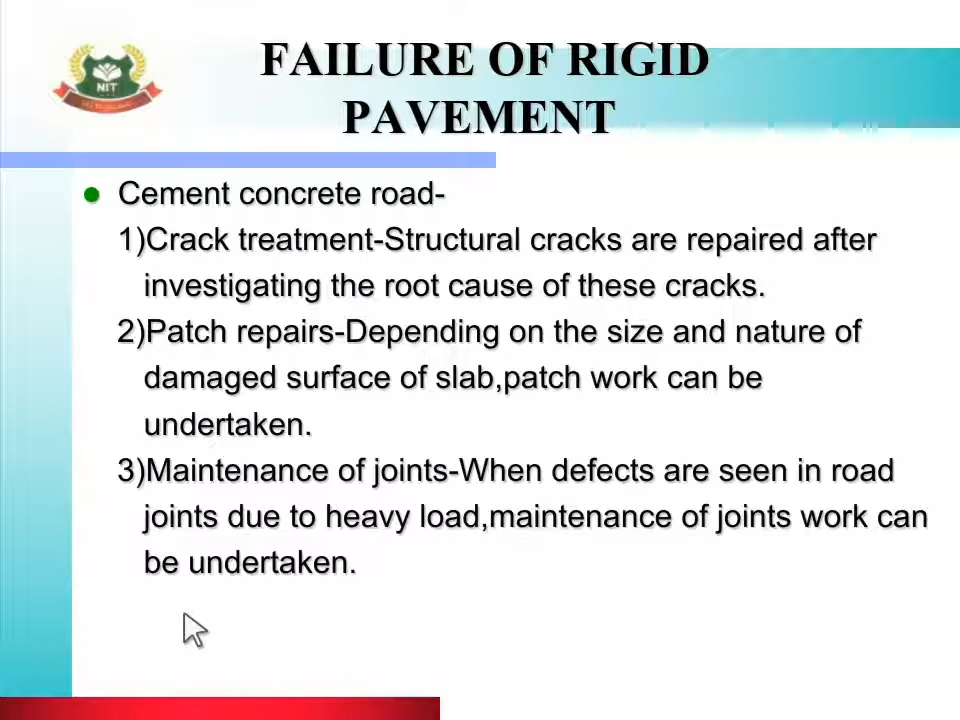 NIT
FAILURE OF RIGID
PAVEMENT
Cement concrete road-
1)Crack treatment-Structural cracks are repaired after
investigating the root cause of these cracks.
2)Patch repairs-Depending on the size and nature of
damaged surface of slab,patch work can be
undertaken.
3)Maintenance of joints-When defects are seen in road
joints due to heavy load,maintenance of joints work can
be undertaken.